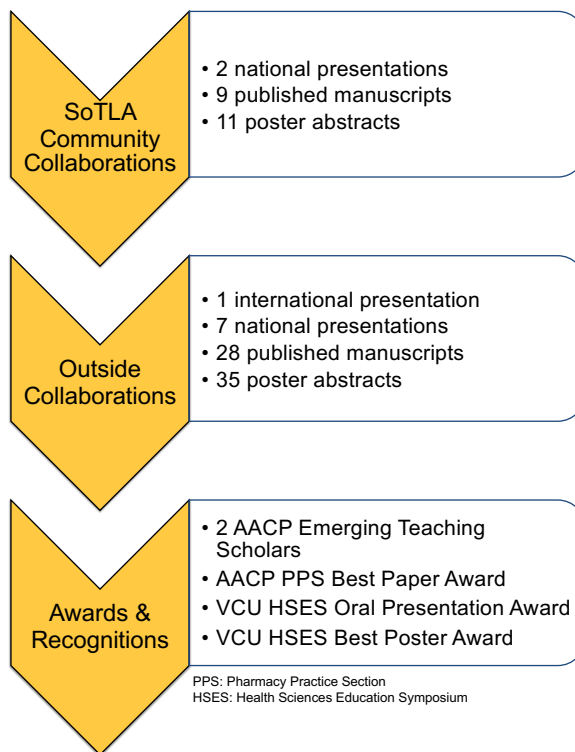 SoTLA
Community
Collaborations
• 2 national presentations
• 9 published manuscripts
• 11 poster abstracts
Outside
Collaborations
• 1 international presentation
• 7 national presentations
• 28 published manuscripts
• 35 poster abstracts
Awards &
Recognitions
• 2 AACP Emerging Teaching
Scholars
• AACP PPS Best Paper Award
• VCU HSES Oral Presentation Award
• VCU HSES Best Poster Award
PPS: Pharmacy Practice Section
HSES: Health Sciences Education Symposium